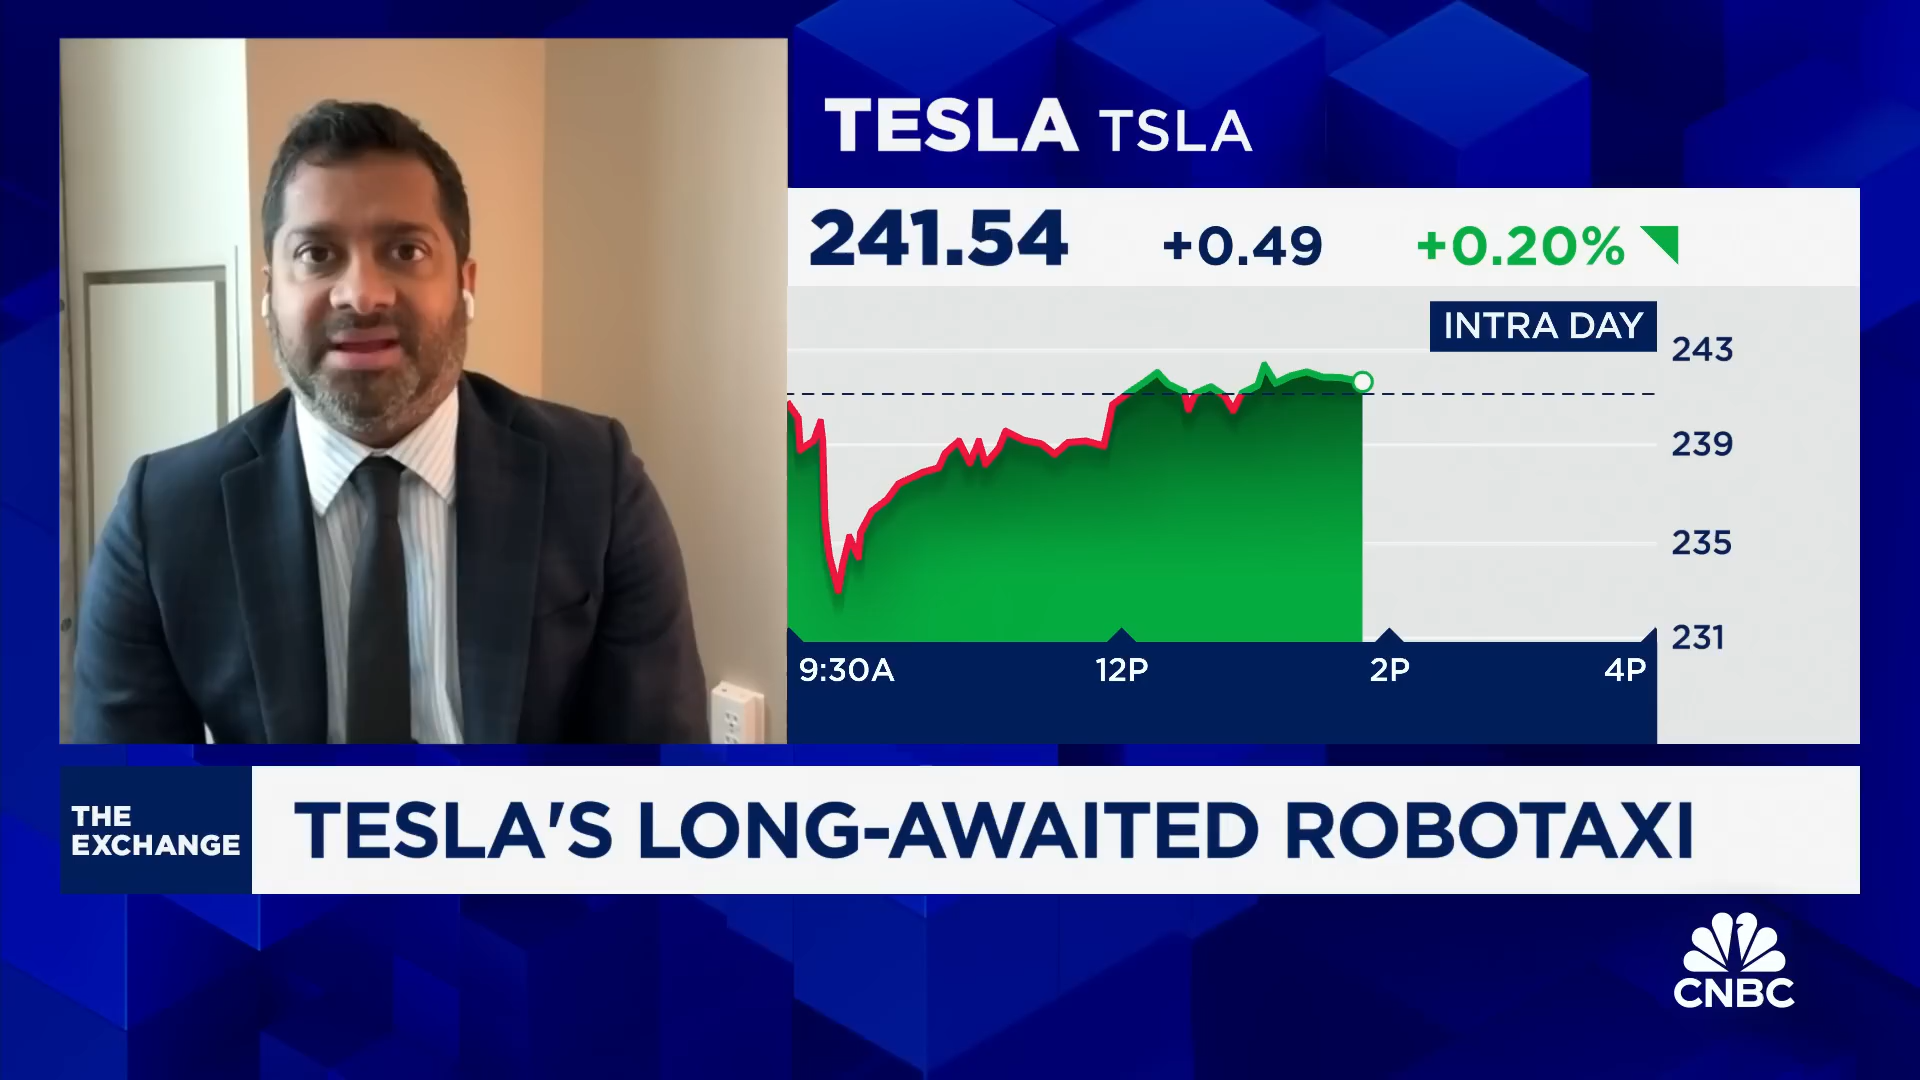 TESLA TSLA
241.54 +0.49 +0.20%
INTRA DAY
243
239
235
231
9:30A 12P 2P 4P
THE
EXCHANGE
TESLA'S LONG-AWAITED ROBOTAXI
CNBC